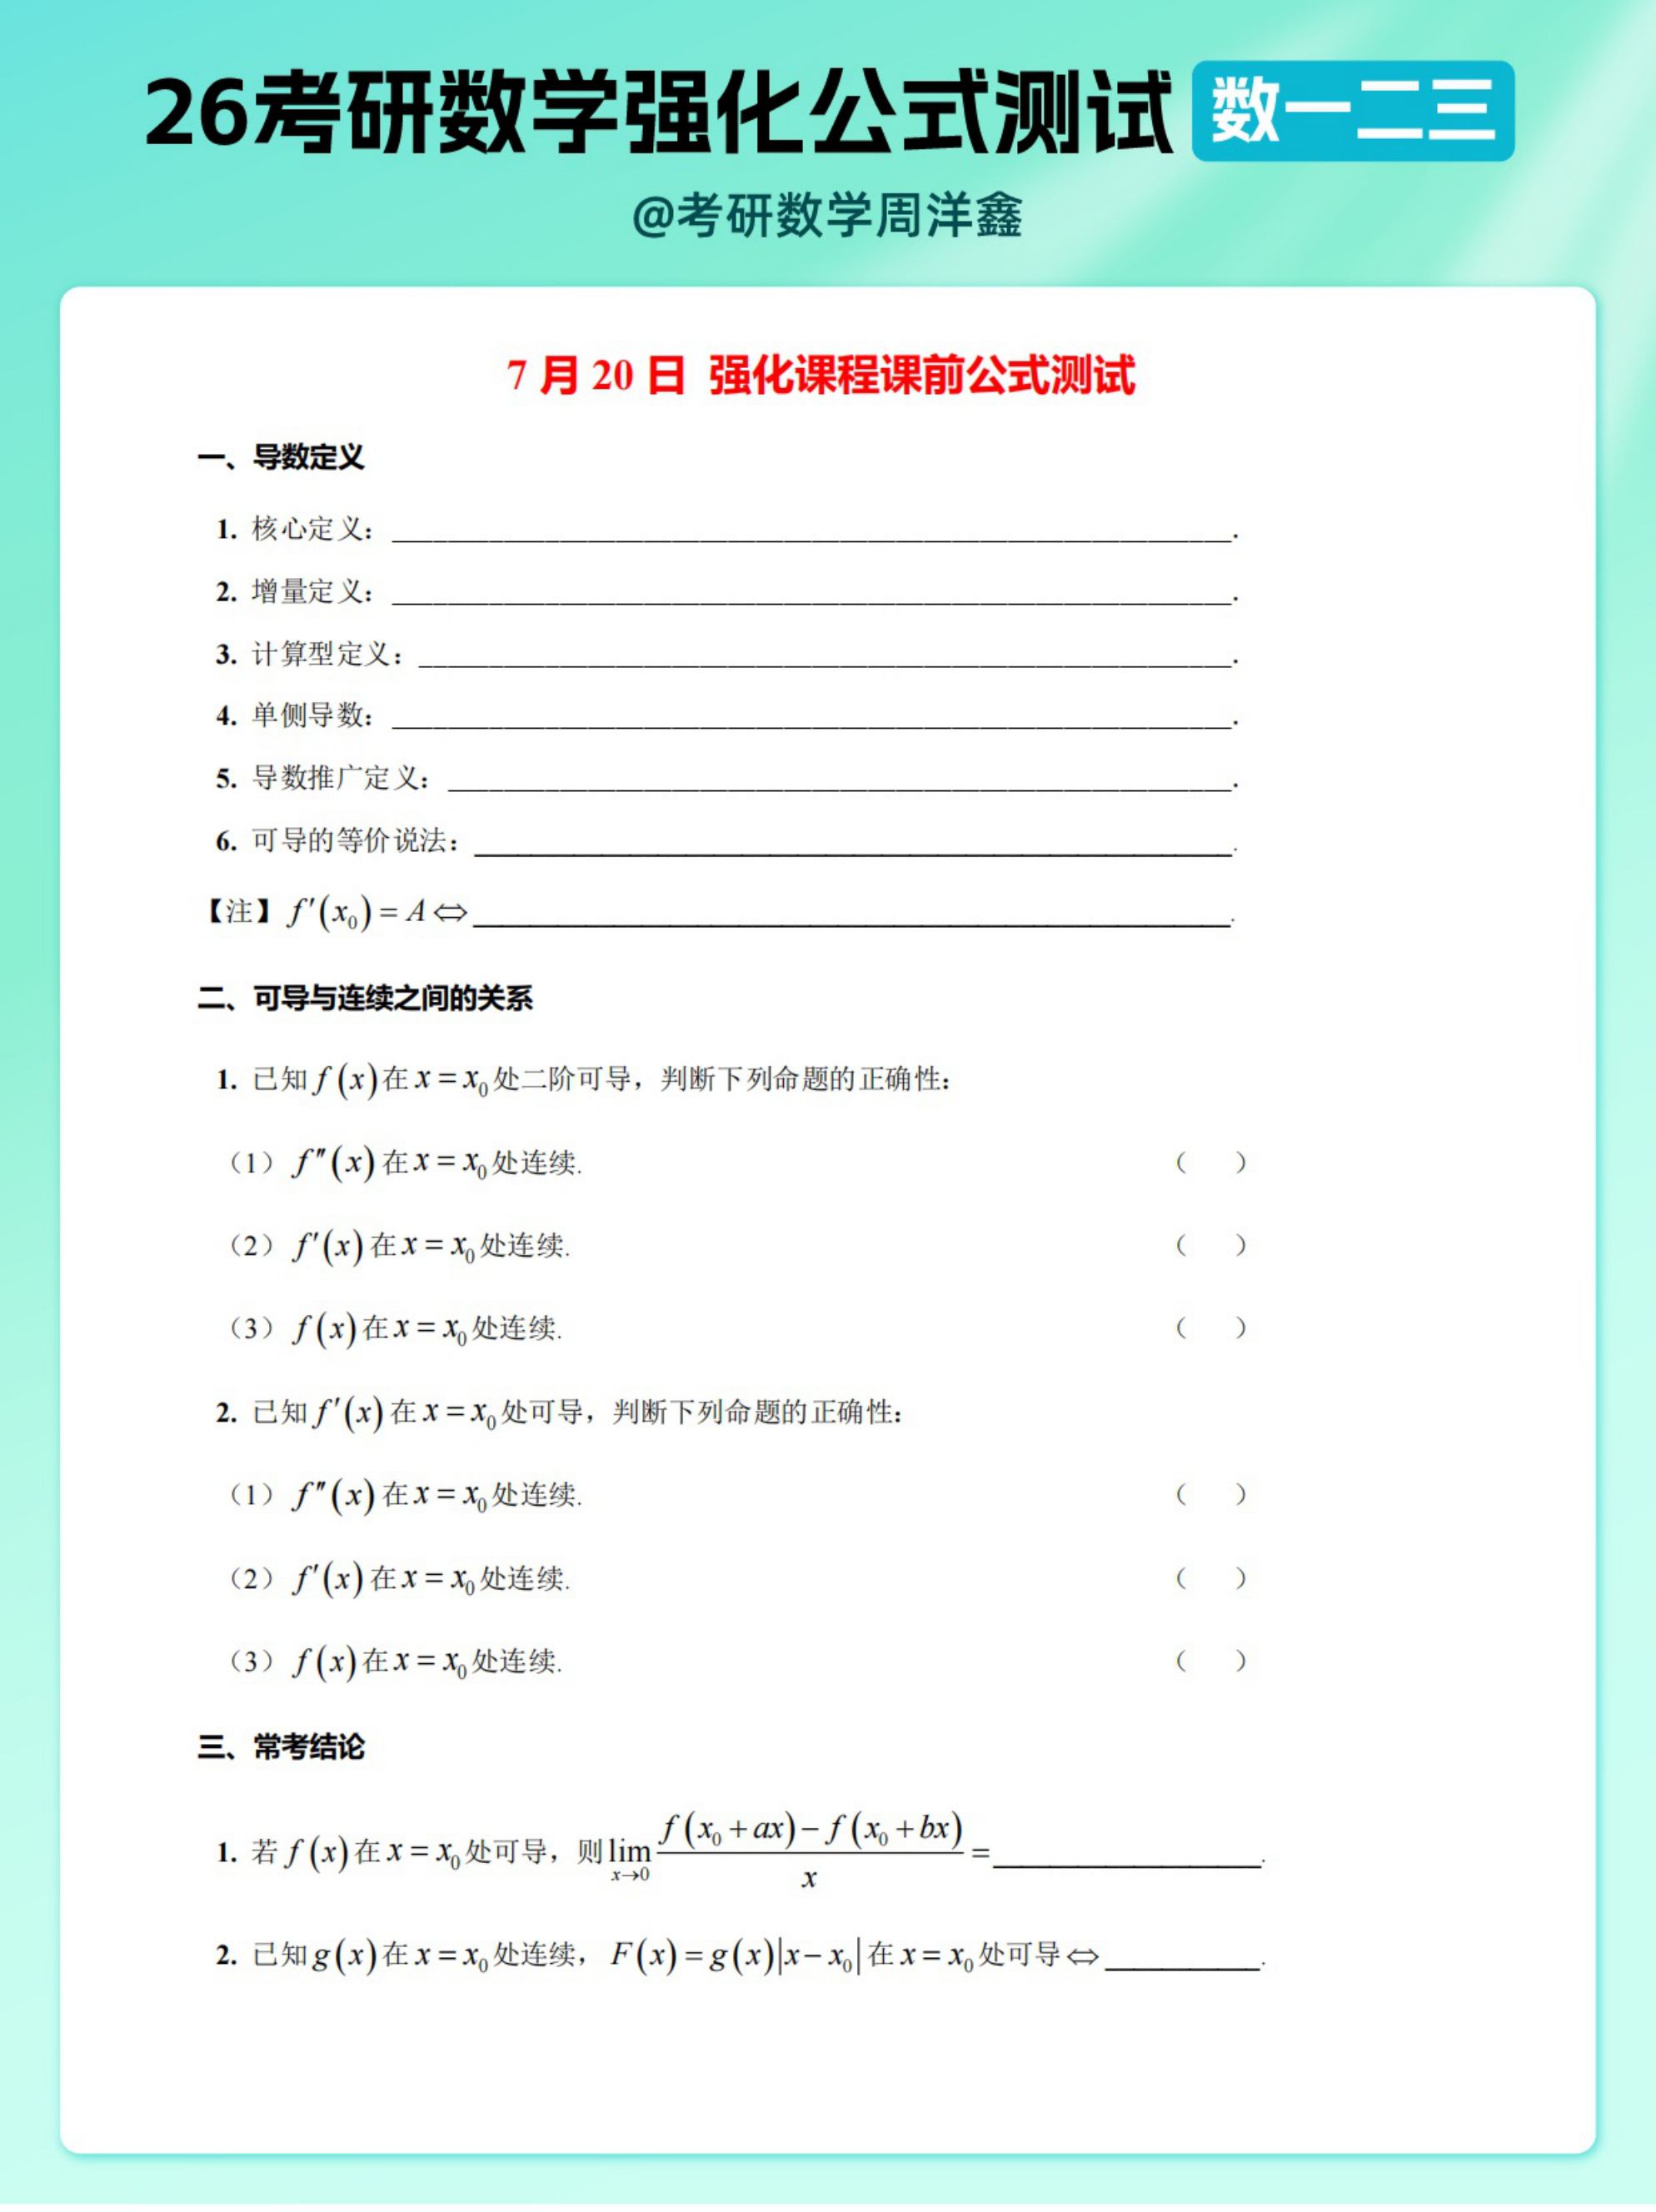 26考研数学强化公式测试 数一二三
@考研数学周洋鑫
7 月 20 日 强化课程课前公式测试
一、导数定义
1. 核心定义：____________________.
2. 增量定义：____________________.
3. 计算型定义：____________________.
4. 单侧导数：____________________.
5. 导数推广定义：____________________.
6. 可导的等价说法：____________________.
【注】f′(x₀) = A ⇔ ____________________.
二、可导与连续之间的关系
1. 已知 f(x) 在 x = x₀ 处二阶可导，判断下列命题的正确性：
（1）f″(x) 在 x = x₀ 处连续. （ ）
（2）f′(x) 在 x = x₀ 处连续. （ ）
（3）f(x) 在 x = x₀ 处连续. （ ）
2. 已知 f′(x) 在 x = x₀ 处可导，判断下列命题的正确性：
（1）f″(x) 在 x = x₀ 处连续. （ ）
（2）f′(x) 在 x = x₀ 处连续. （ ）
（3）f(x) 在 x = x₀ 处连续. （ ）
三、常考结论
1. 若 f(x) 在 x = x₀ 处可导，则 lim_{x→0} (f(x₀ + ax) − f(x₀ + bx)) / x = __________.
2. 已知 g(x) 在 x = x₀ 处连续，F(x) = g(x)|x − x₀| 在 x = x₀ 处可导 ⇔ __________.